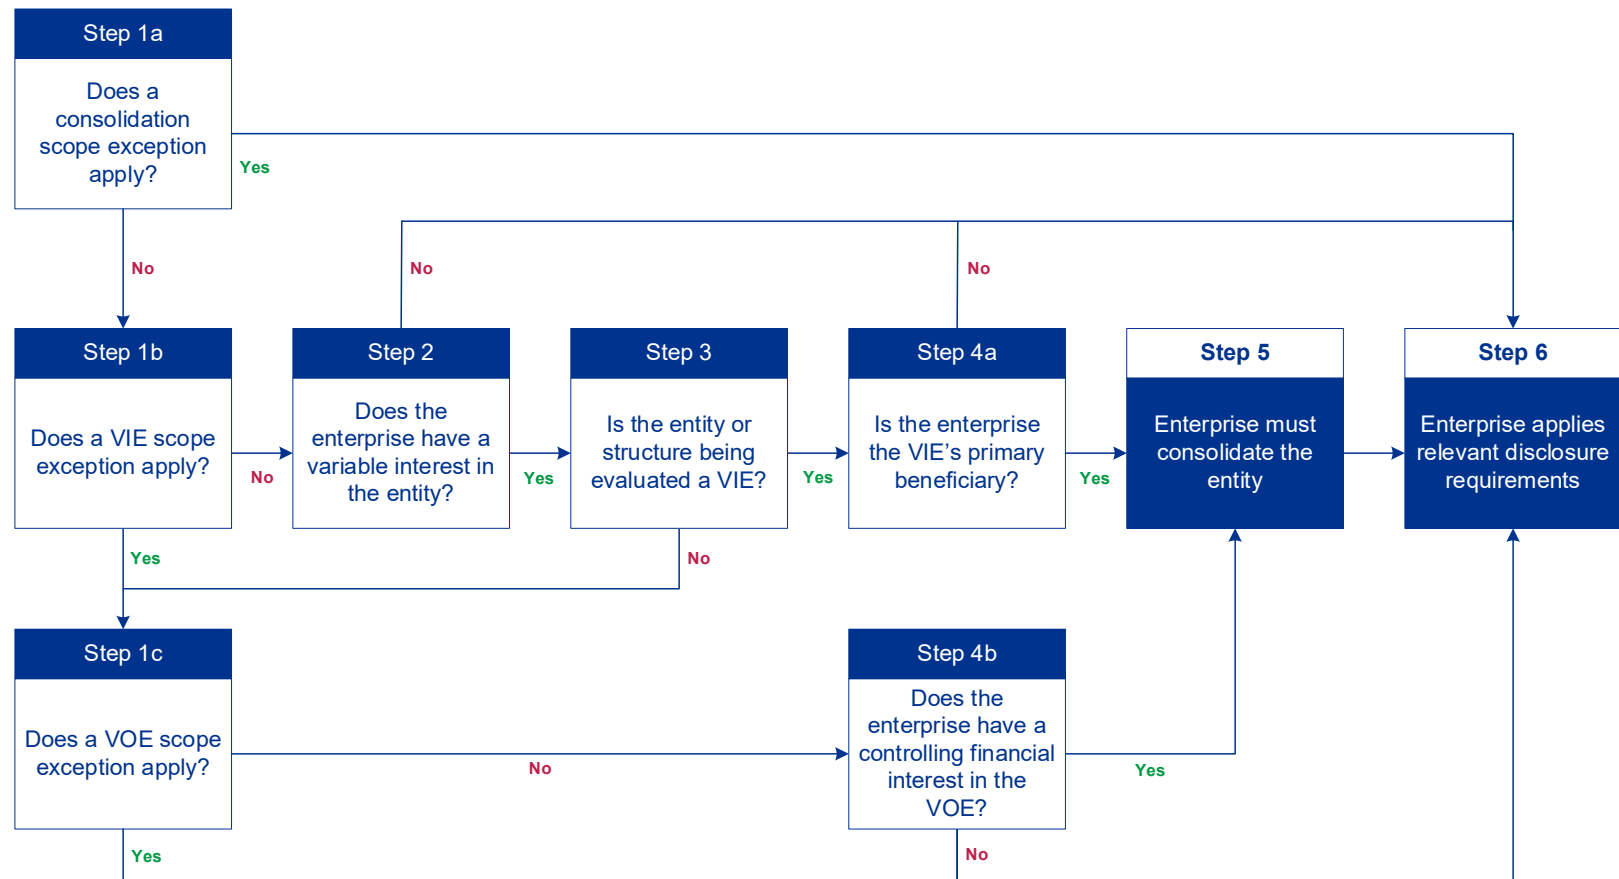 Step 1a
Does a
consolidation
scope exception
apply?
Yes
No
No
No
Step 1b
Does a VIE scope
exception apply?
No
Step 2
Does the
enterprise have a
variable interest in
the entity?
Yes
Step 3
Is the entity or
structure being
evaluated a VIE?
Yes
Step 4a
Is the enterprise
the VIE’s primary
beneficiary?
Yes
Step 5
Enterprise must
consolidate the
entity
Step 6
Enterprise applies
relevant disclosure
requirements
Yes
No
Step 1c
Does a VOE scope
exception apply?
No
Step 4b
Does the
enterprise have a
controlling financial
interest in the
VOE?
Yes
Yes
No